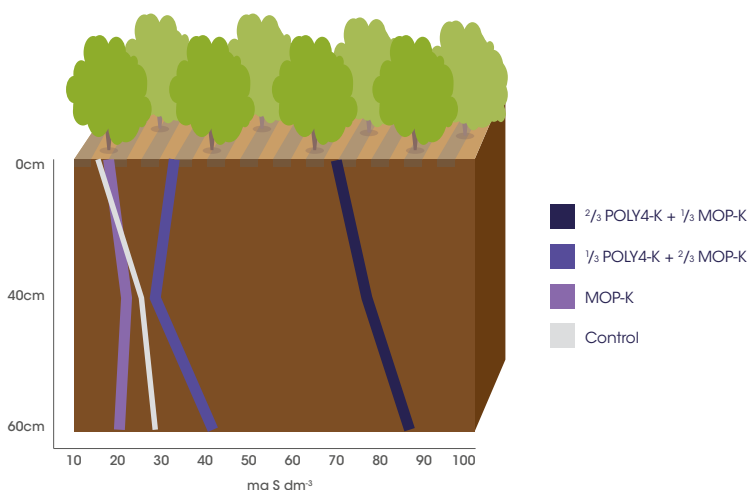 0cm
40cm
60cm
10 20 30 40 50 60 70 80 90 100
mg S dm⁻³
²/₃ POLY4-K + ¹/₃ MOP-K
¹/₃ POLY4-K + ²/₃ MOP-K
MOP-K
Control